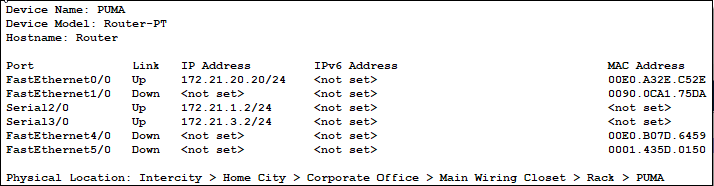 Device Name: PUMA
Device Model: Router-PT
Hostname: Router
Port Link IP Address IPv6 Address MAC Address
FastEthernet0/0 Up 172.21.20.20/24 <not set> 00E0.A32E.C52E
FastEthernet1/0 Down <not set> <not set> 0090.0CA1.75DA
Serial2/0 Up 172.21.1.2/24 <not set> <not set>
Serial3/0 Up 172.21.3.2/24 <not set> <not set>
FastEthernet4/0 Down <not set> <not set> 00E0.B07D.6459
FastEthernet5/0 Down <not set> <not set> 0001.435D.0150
Physical Location: Intercity > Home City > Corporate Office > Main Wiring Closet > Rack > PUMA